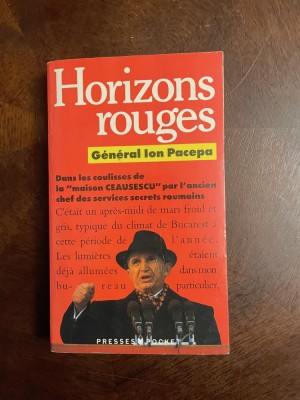 Horizons
rouges
Général Ion Pacepa
Dans les coulisses de
la "maison CEAUSESCU" par l'ancien
chef des services secrets roumains
C'était un après-midi de mars froid et
gris, typique du climat de Bucarest à
cette période de l'année.
Les lumières étaient
déjà allumées dans mon
bu- reau particulier,
PRESSES POCKET